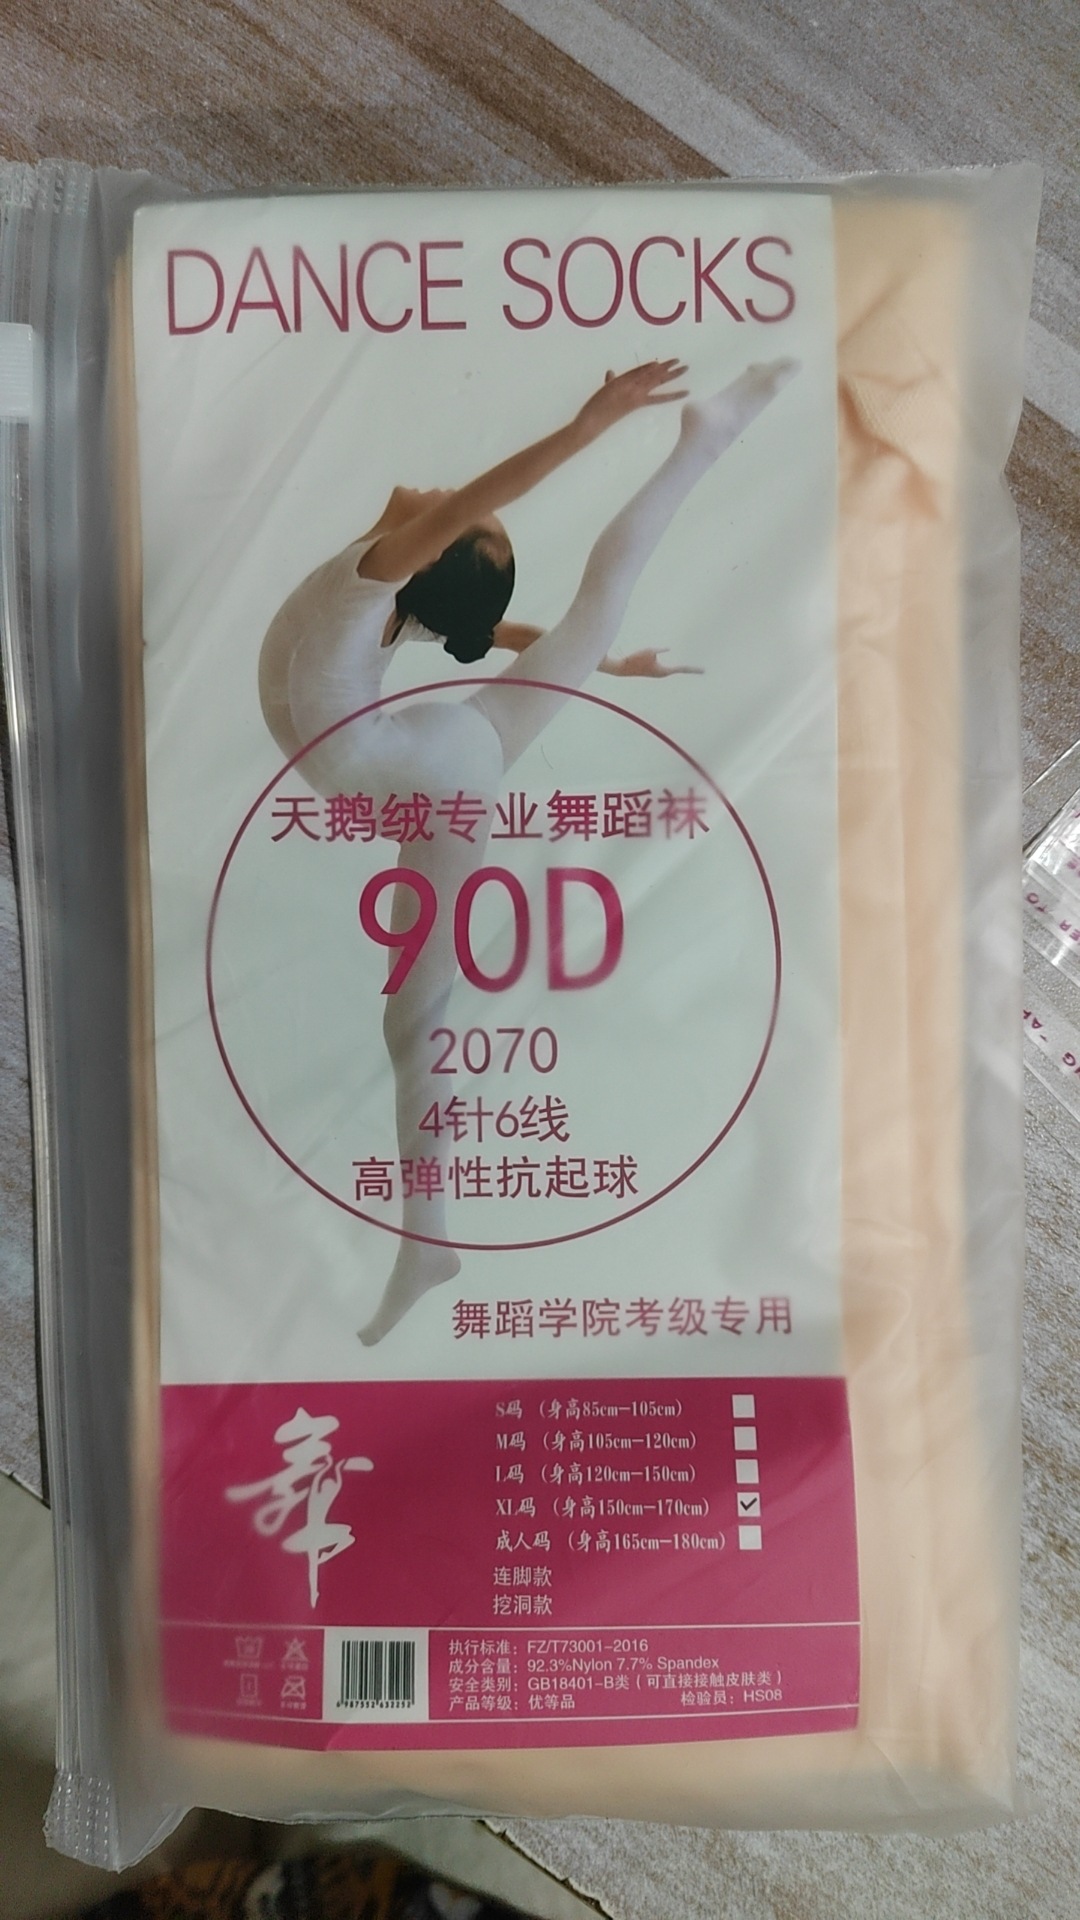 DANCE SOCKS
天鹅绒专业舞蹈袜
90D
2070
4针6线
高弹性抗起球
舞蹈学院考级专用
舞
S码 (身高85cm-105cm)
M码 (身高105cm-120cm)
L码 (身高120cm-150cm)
XL码 (身高150cm-170cm)
成人码 (身高165cm-180cm)
连脚款
挖洞款
执行标准: FZ/T73001-2016
成分含量: 92.3%Nylon 7.7% Spandex
安全类别: GB18401-B类 ( 可直接接触皮肤类 )
产品等级: 优等品 检验员: HS08
6 987552 632252